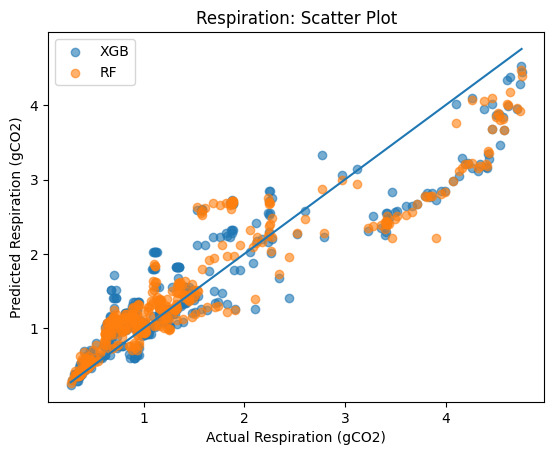 Respiration: Scatter Plot
XGB
RF
Predicted Respiration (gCO2)
4
3
2
1
1 2 3 4
Actual Respiration (gCO2)